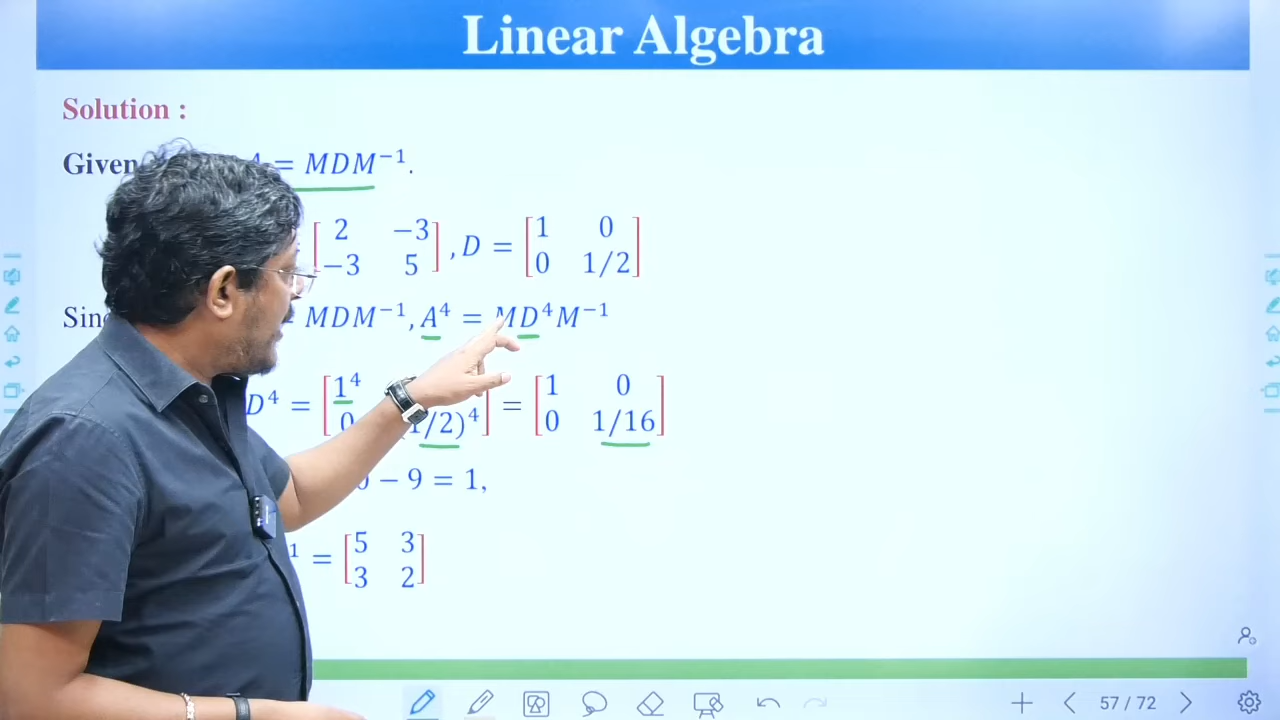 Linear Algebra
Solution :
Given = MDM⁻¹.
[2 −3; −3 5], D = [1 0; 0 1/2]
= MDM⁻¹, A⁴ = MD⁴M⁻¹
D⁴ = [1⁴ 0 1/2)⁴] = [1 0; 0 1/16]
− 9 = 1,
= [5 3; 3 2]
57 / 72